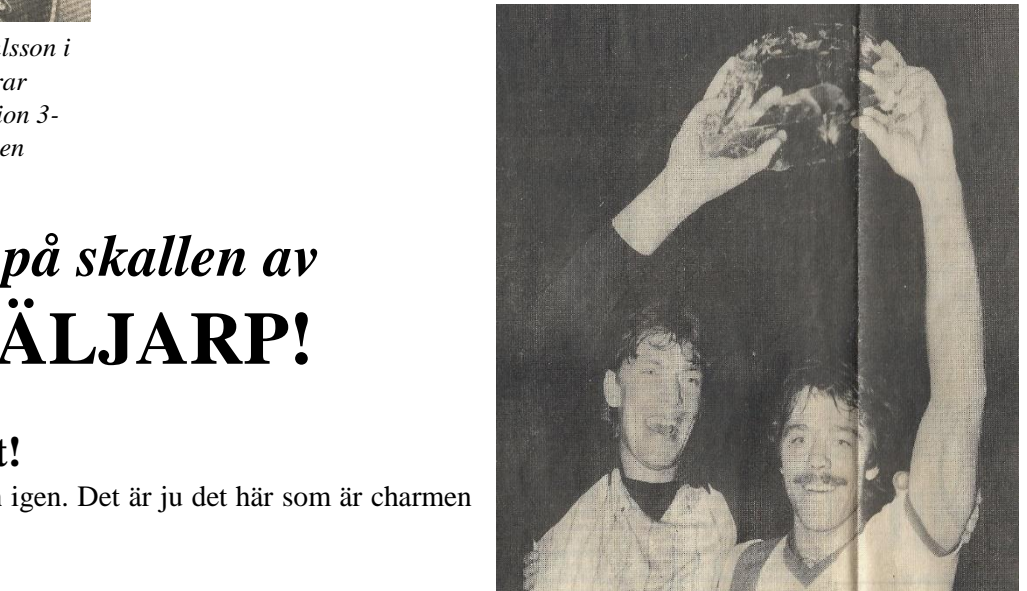 lsson i
rar
ion 3-
en
på skallen av
ÄLJARP!
t!
igen. Det är ju det här som är charmen